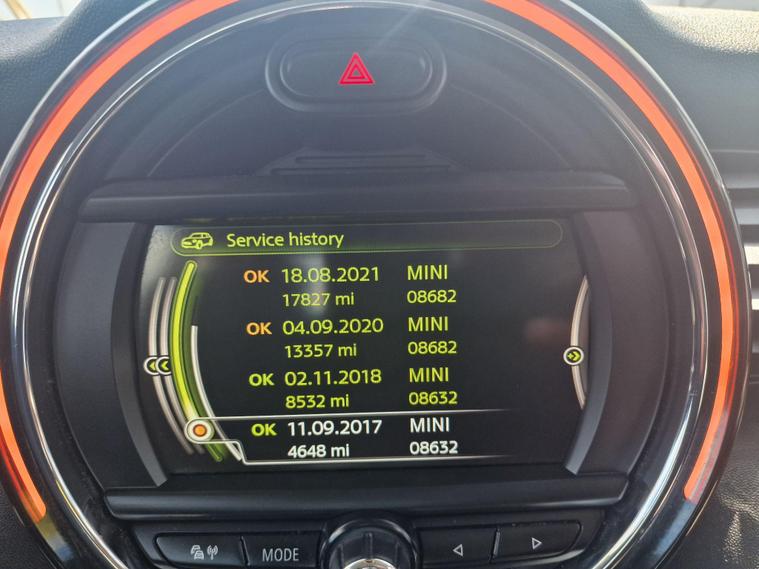 Service history
OK 18.08.2021 MINI
17827 mi 08682
OK 04.09.2020 MINI
13357 mi 08682
OK 02.11.2018 MINI
8532 mi 08632
OK 11.09.2017 MINI
4648 mi 08632
MODE